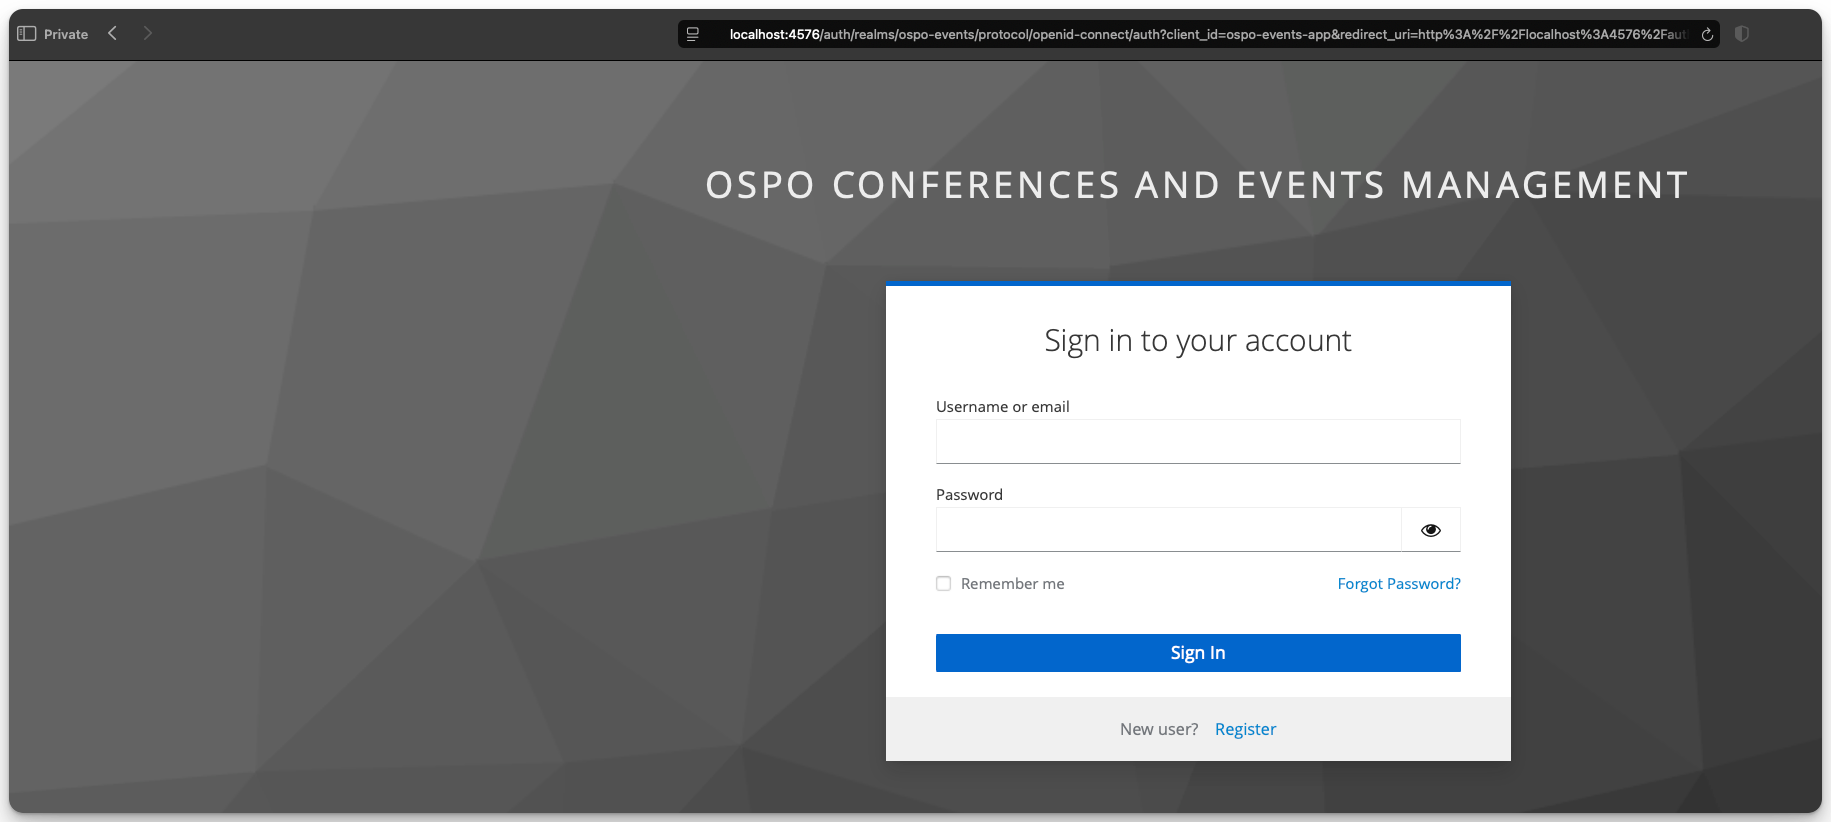 Private
localhost:4576/auth/realms/ospo-events/protocol/openid-connect/auth?client_id=ospo-events-app&redirect_uri=http%3A%2F%2Flocalhost%3A4576%2Faut
OSPO CONFERENCES AND EVENTS MANAGEMENT
Sign in to your account
Username or email
Password
Remember me
Forgot Password?
Sign In
New user? Register